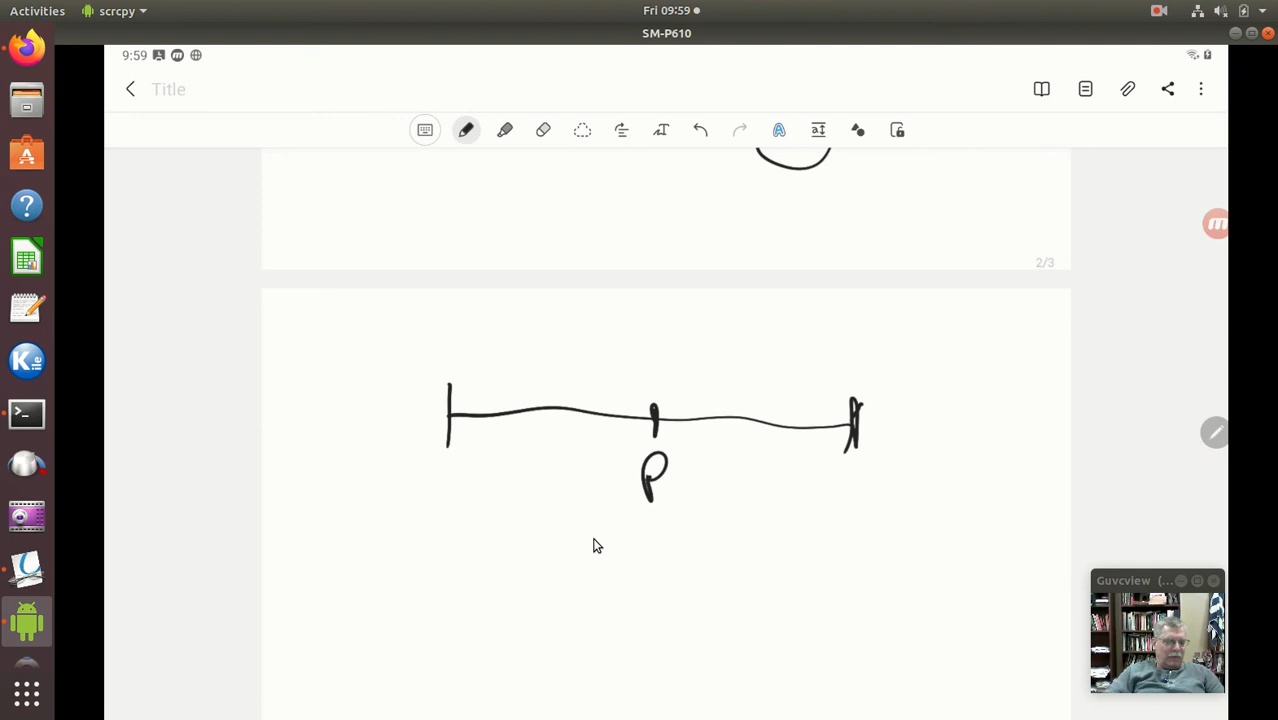 Activities scrcpy Fri 09:59
SM-P610
9:59
Title
2/3
P
Guvcview (...